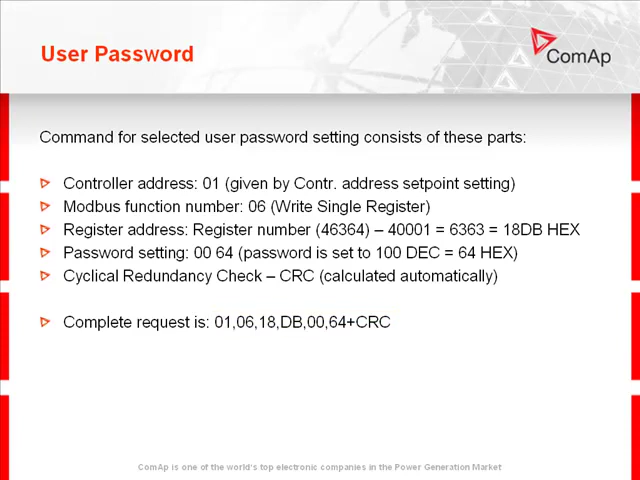 User Password
ComAp
Command for selected user password setting consists of these parts:
Controller address: 01 (given by Contr. address setpoint setting)
Modbus function number: 06 (Write Single Register)
Register address: Register number (46364) – 40001 = 6363 = 18DB HEX
Password setting: 00 64 (password is set to 100 DEC = 64 HEX)
Cyclical Redundancy Check – CRC (calculated automatically)
Complete request is: 01,06,18,DB,00,64+CRC
ComAp is one of the world's top electronic companies in the Power Generation Market